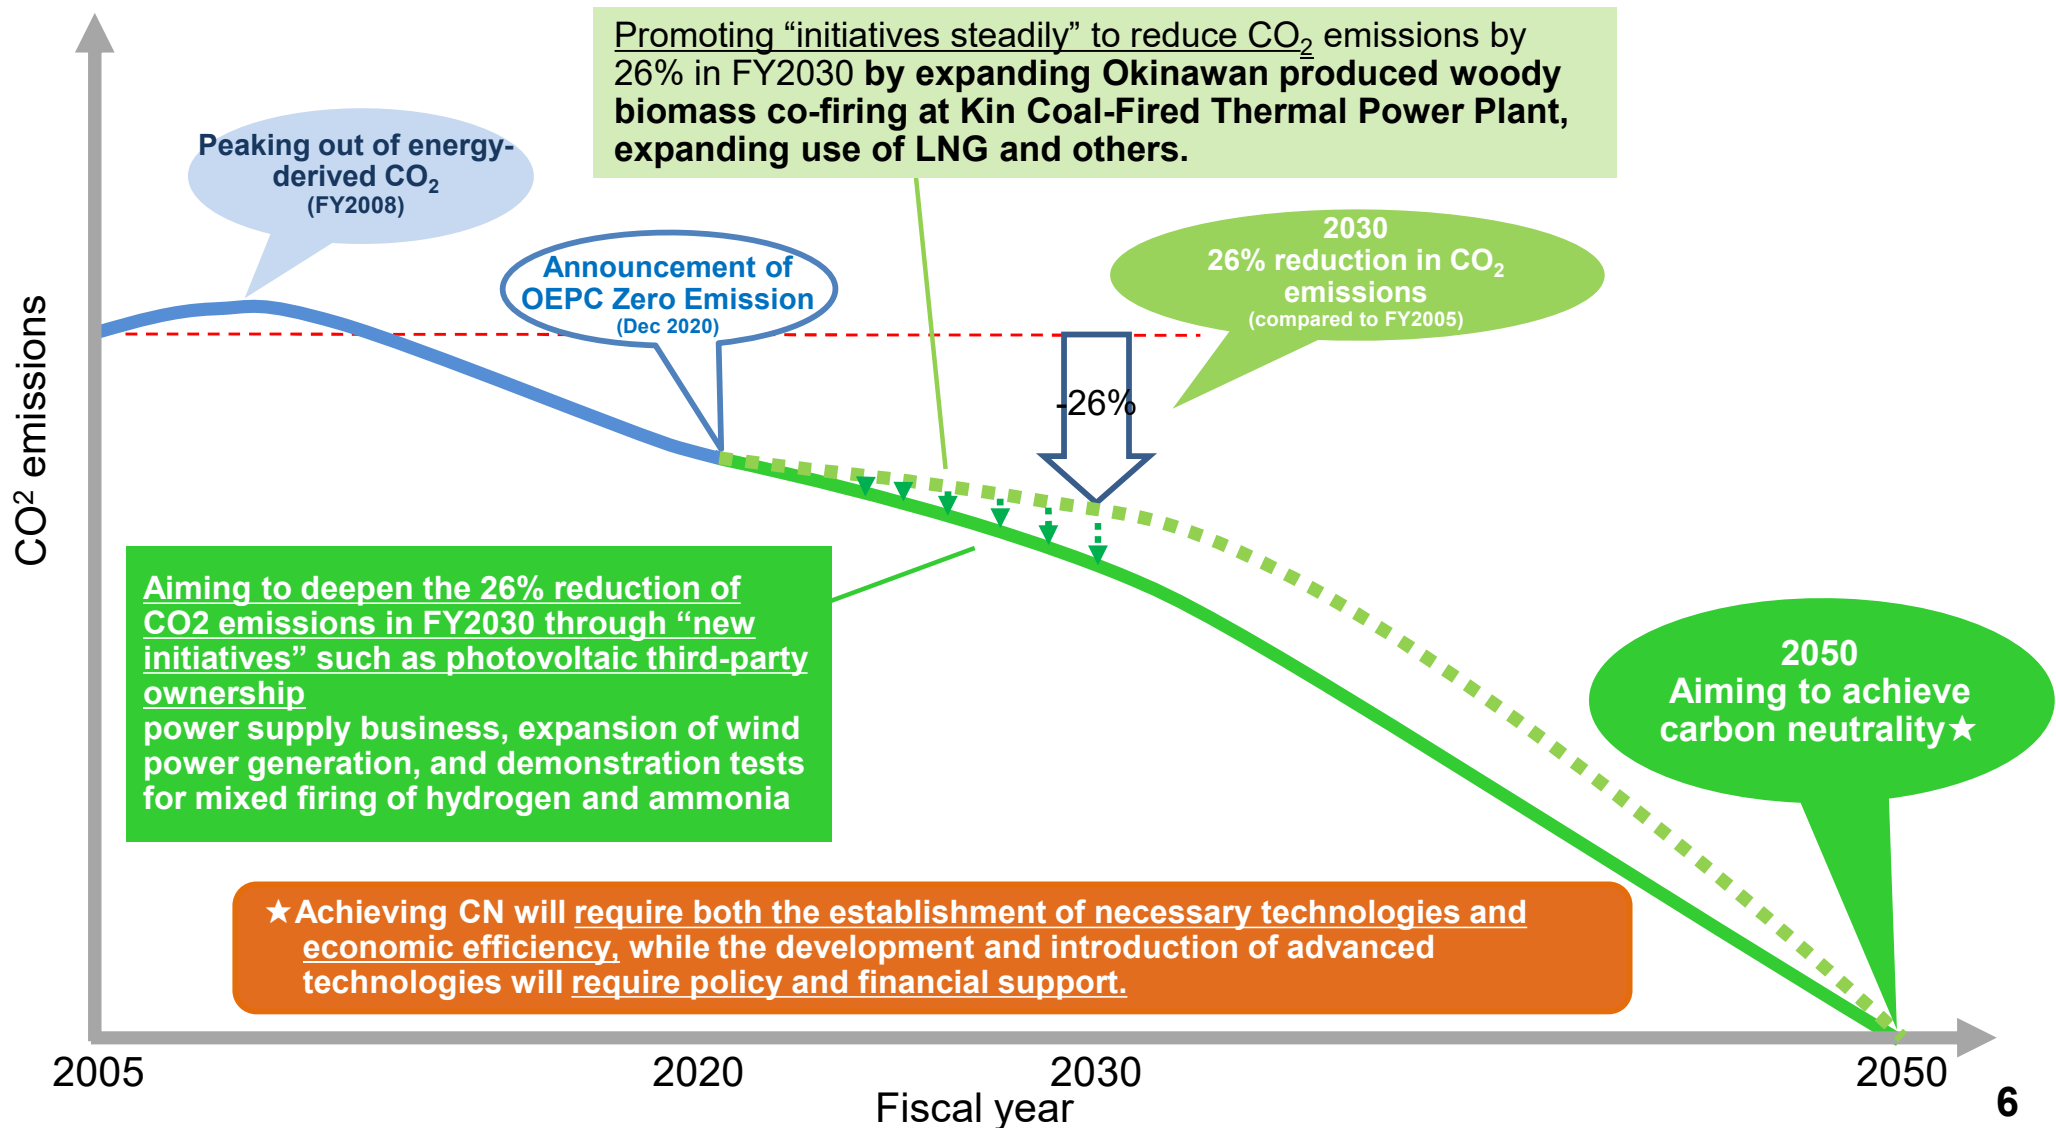 Promoting “initiatives steadily” to reduce CO₂ emissions by
26% in FY2030 by expanding Okinawan produced woody
biomass co-firing at Kin Coal-Fired Thermal Power Plant,
expanding use of LNG and others.
Peaking out of energy-
derived CO₂
(FY2008)
Announcement of
OEPC Zero Emission
(Dec 2020)
2030
26% reduction in CO₂
emissions
(compared to FY2005)
-26%
CO² emissions
Aiming to deepen the 26% reduction of
CO2 emissions in FY2030 through “new
initiatives” such as photovoltaic third-party
ownership
power supply business, expansion of wind
power generation, and demonstration tests
for mixed firing of hydrogen and ammonia
2050
Aiming to achieve
carbon neutrality★
★Achieving CN will require both the establishment of necessary technologies and
economic efficiency, while the development and introduction of advanced
technologies will require policy and financial support.
2005
2020
2030
2050
Fiscal year
6